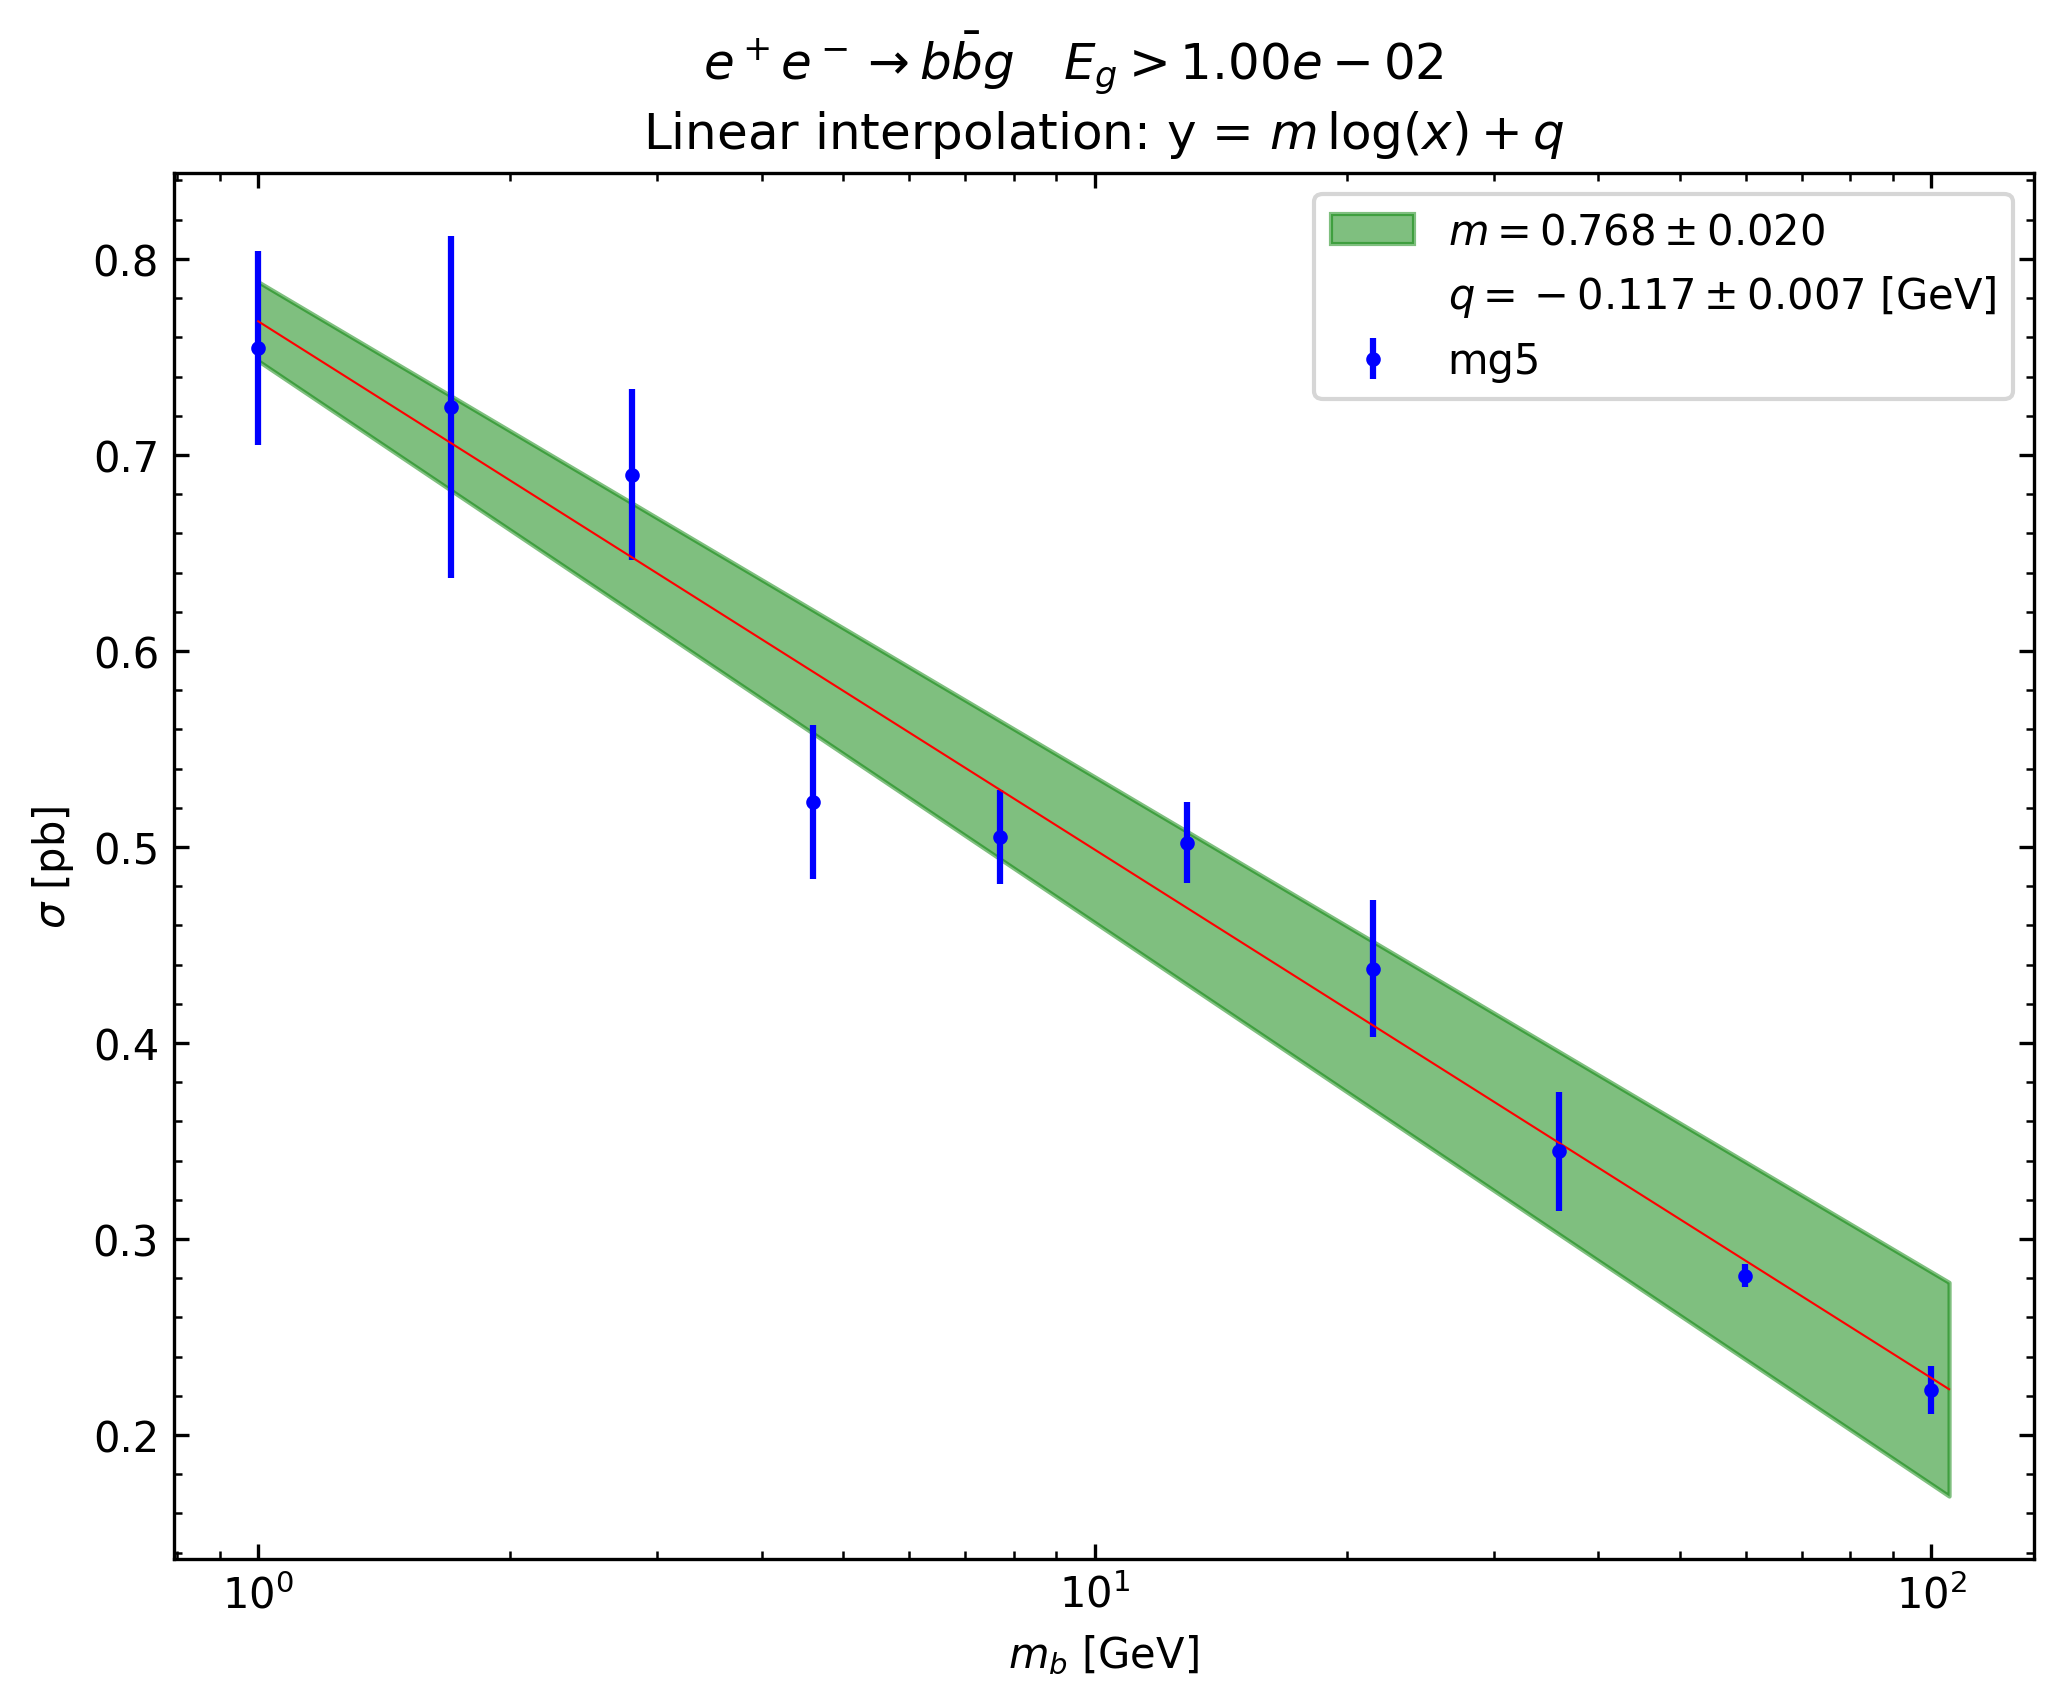 e⁺e⁻ → bb̄g E_g > 1.00e − 02
Linear interpolation: y = m log(x) + q
m = 0.768 ± 0.020
q = − 0.117 ± 0.007 [GeV]
mg5
0.8
0.7
0.6
0.5
0.4
0.3
0.2
σ [pb]
10⁰ 10¹ 10²
m_b [GeV]